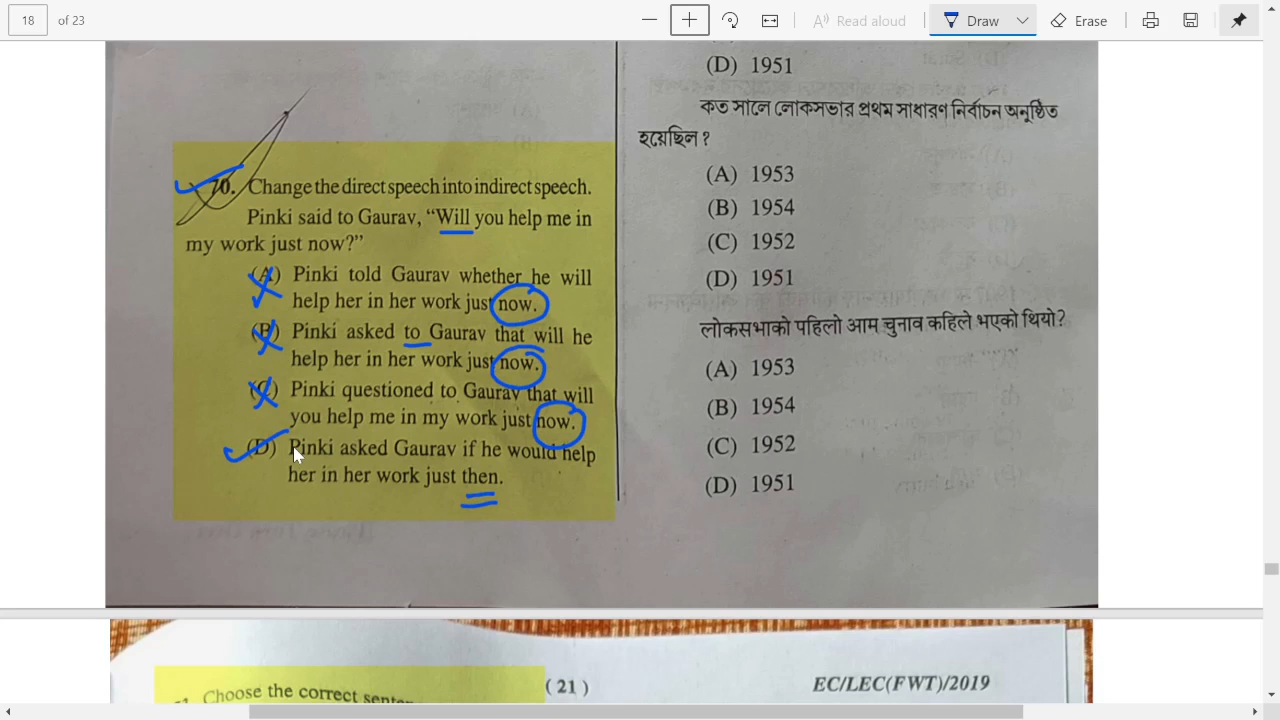 18 of 23
Read aloud
Draw
Erase
70. Change the direct speech into indirect speech.
Pinki said to Gaurav, “Will you help me in
my work just now?”
(A) Pinki told Gaurav whether he will
help her in her work just now.
(B) Pinki asked to Gaurav that will he
help her in her work just now.
(C) Pinki questioned to Gaurav that will
you help me in my work just now.
(D) Pinki asked Gaurav if he would help
her in her work just then.
(D) 1951
কত সালে লোকসভার প্রথম সাধারণ নির্বাচন অনুষ্ঠিত
হয়েছিল?
(A) 1953
(B) 1954
(C) 1952
(D) 1951
लोकसभाको पहिलो आम चुनाव कहिले भएको थियो?
(A) 1953
(B) 1954
(C) 1952
(D) 1951
( 21 )
EC/LEC(FWT)/2019
Choose the correct